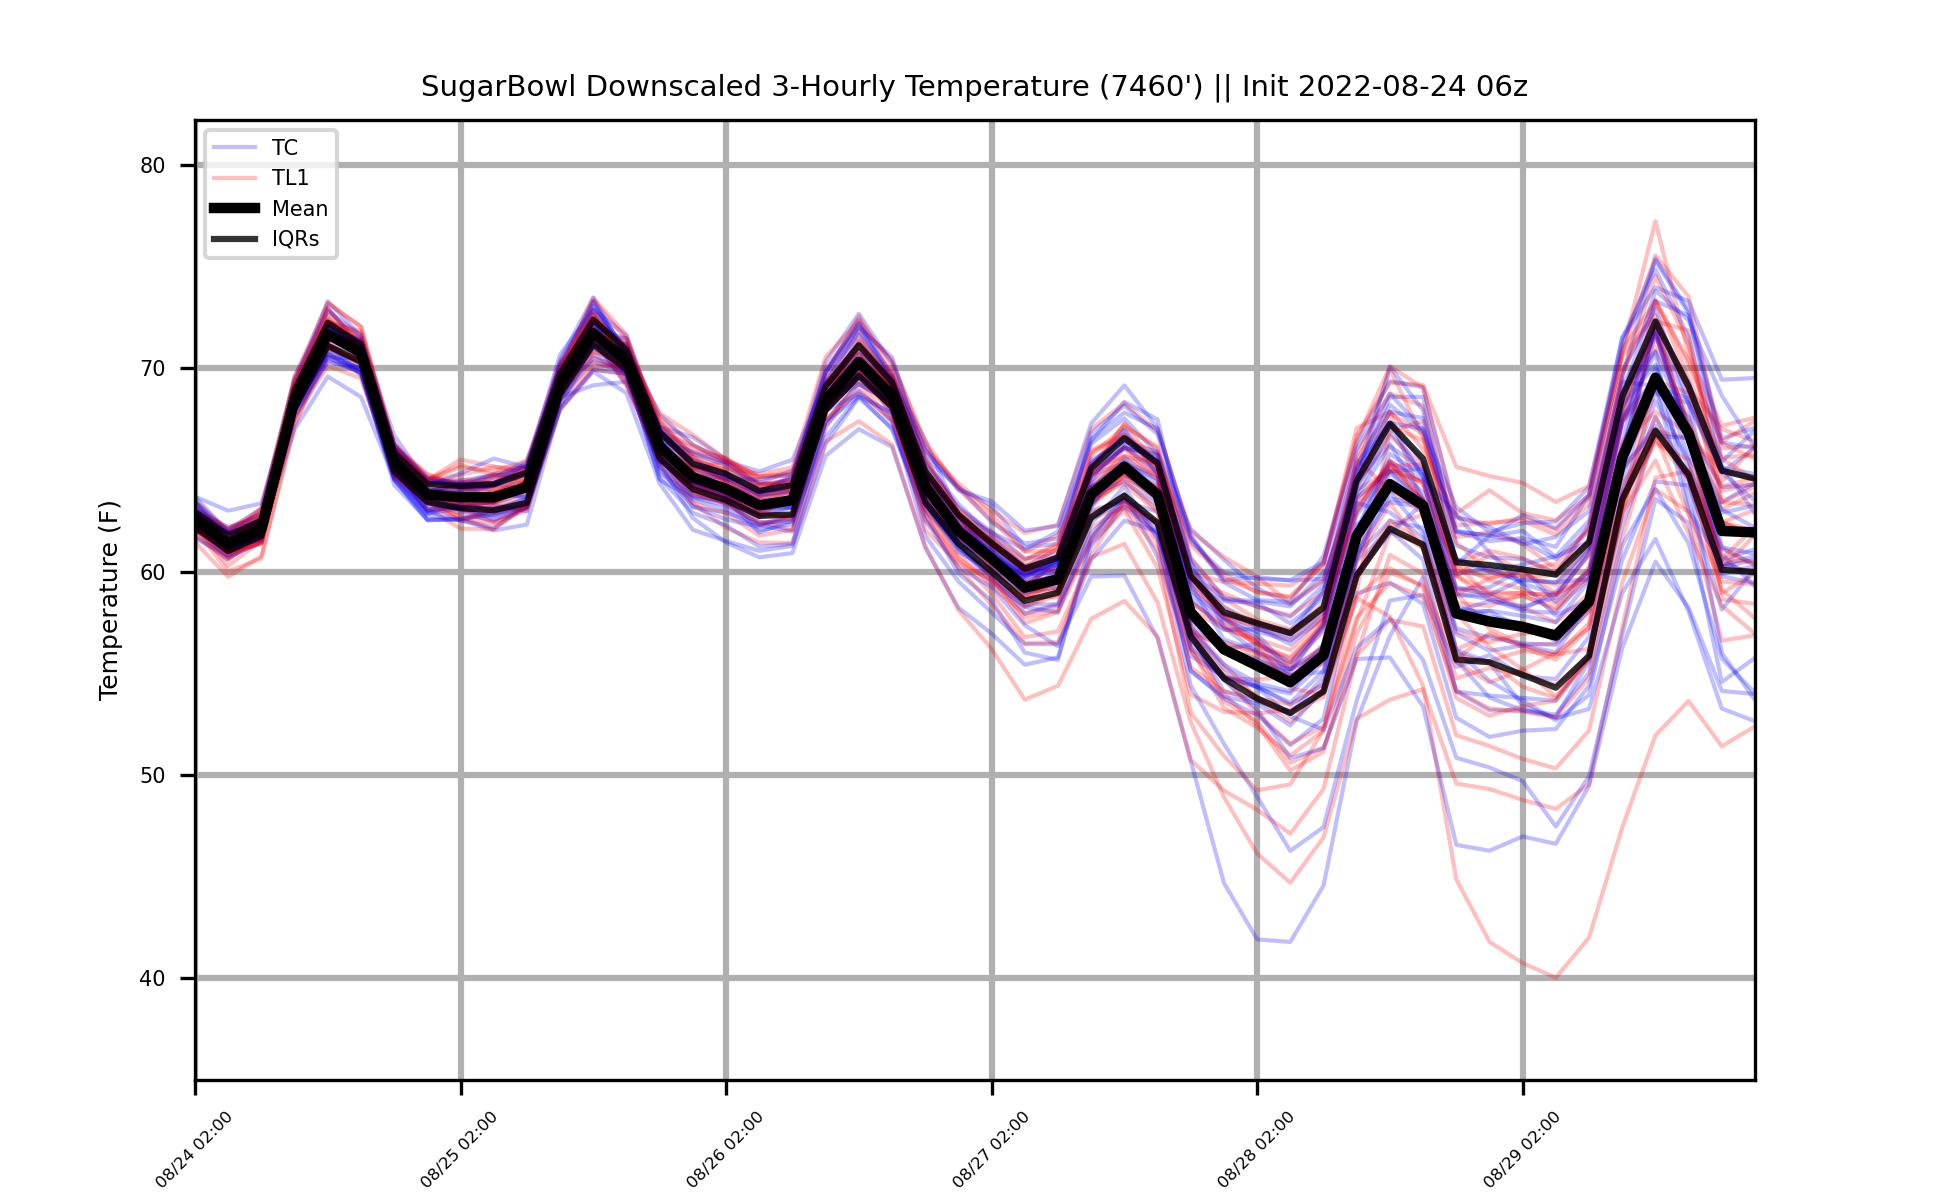 SugarBowl Downscaled 3-Hourly Temperature (7460') || Init 2022-08-24 06z
TC
TL1
Mean
IQRs
Temperature (F)
80
70
60
50
40
08/24 02:00
08/25 02:00
08/26 02:00
08/27 02:00
08/28 02:00
08/29 02:00